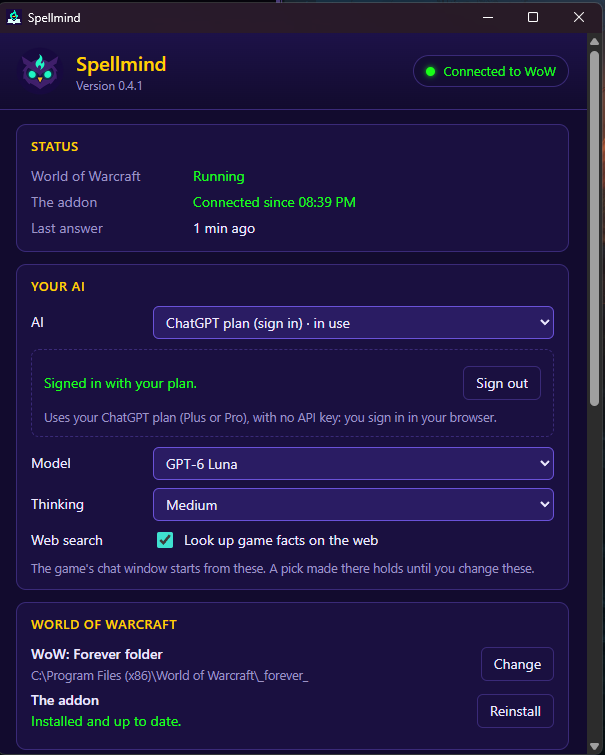 Spellmind
Spellmind
Version 0.4.1
Connected to WoW
STATUS
World of Warcraft Running
The addon Connected since 08:39 PM
Last answer 1 min ago
YOUR AI
AI ChatGPT plan (sign in) · in use
Signed in with your plan. Sign out
Uses your ChatGPT plan (Plus or Pro), with no API key: you sign in in your browser.
Model GPT-6 Luna
Thinking Medium
Web search Look up game facts on the web
The game's chat window starts from these. A pick made there holds until you change these.
WORLD OF WARCRAFT
WoW: Forever folder
C:\Program Files (x86)\World of Warcraft\_forever_
Change
The addon
Installed and up to date.
Reinstall